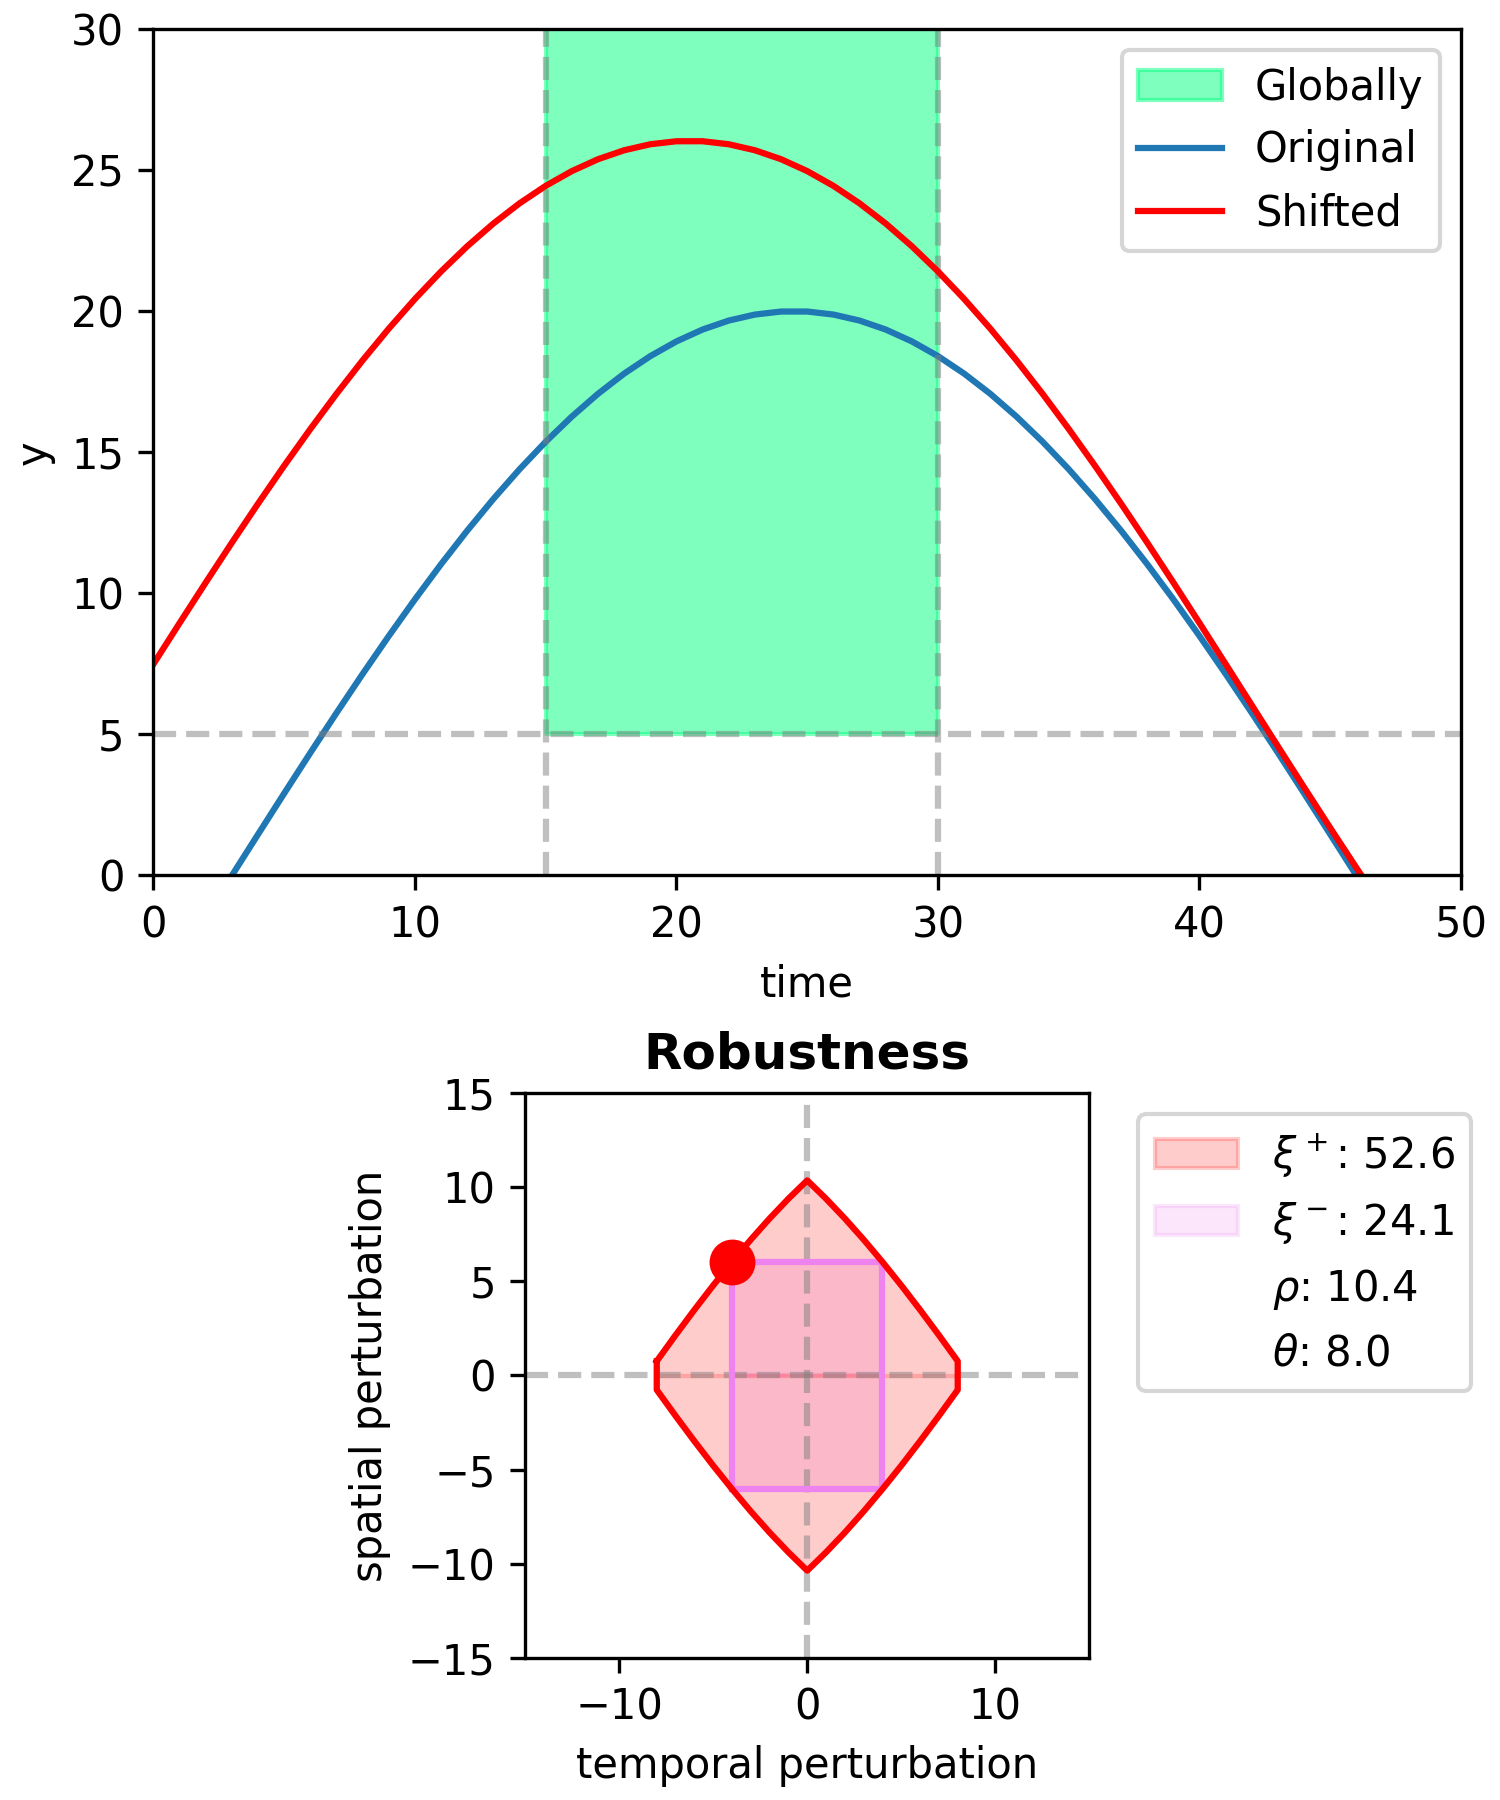 30
25
20
15
10
5
0
y
0
10
20
30
40
50
time
Globally
Original
Shifted
Robustness
15
10
5
0
−5
−10
−15
spatial perturbation
−10
0
10
temporal perturbation
ξ⁺: 52.6
ξ⁻: 24.1
ρ: 10.4
θ: 8.0